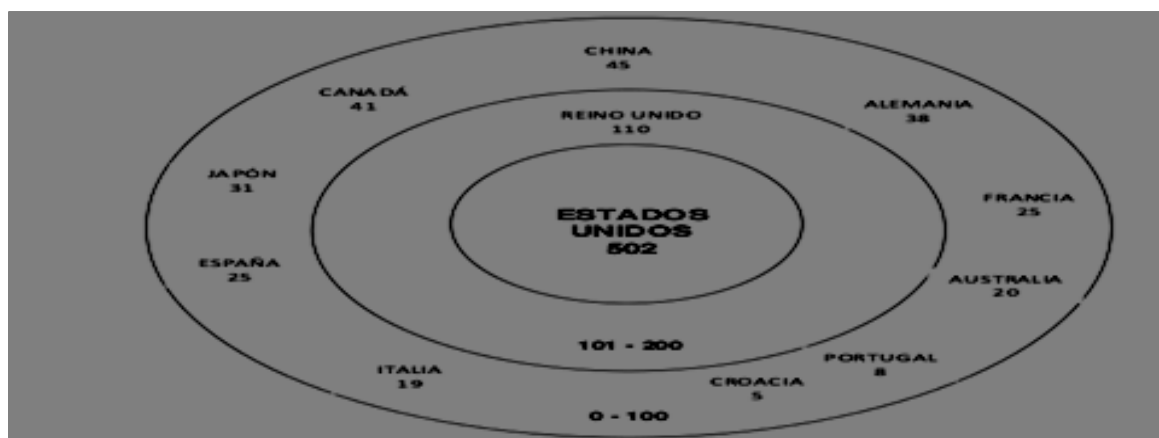 CHINA
45
CANADÁ
41
ALEMANIA
38
REINO UNIDO
110
JAPÓN
31
FRANCIA
25
ESTADOS
UNIDOS
502
ESPAÑA
25
AUSTRALIA
20
101 - 200
PORTUGAL
8
ITALIA
19
CROACIA
5
0 - 100